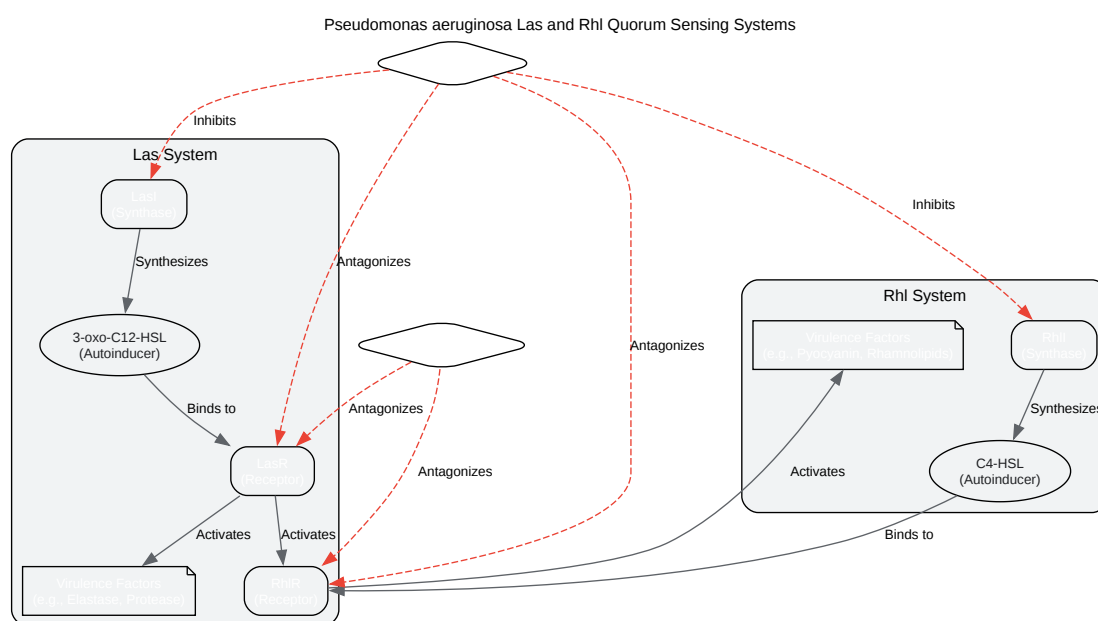 Pseudomonas aeruginosa Las and Rhl Quorum Sensing Systems
Inhibits
Las System
LasI
(Synthase)
Synthesizes
Inhibits
Antagonizes
Rhl System
3-oxo-C12-HSL
(Autoinducer)
Virulence Factors
(e.g., Pyocyanin, Rhamnolipids)
RhlI
(Synthase)
Antagonizes
Binds to
Antagonizes
Synthesizes
LasR
(Receptor)
Antagonizes
Activates
C4-HSL
(Autoinducer)
Activates
Activates
Binds to
Virulence Factors
(e.g., Elastase, Protease)
RhlR
(Receptor)